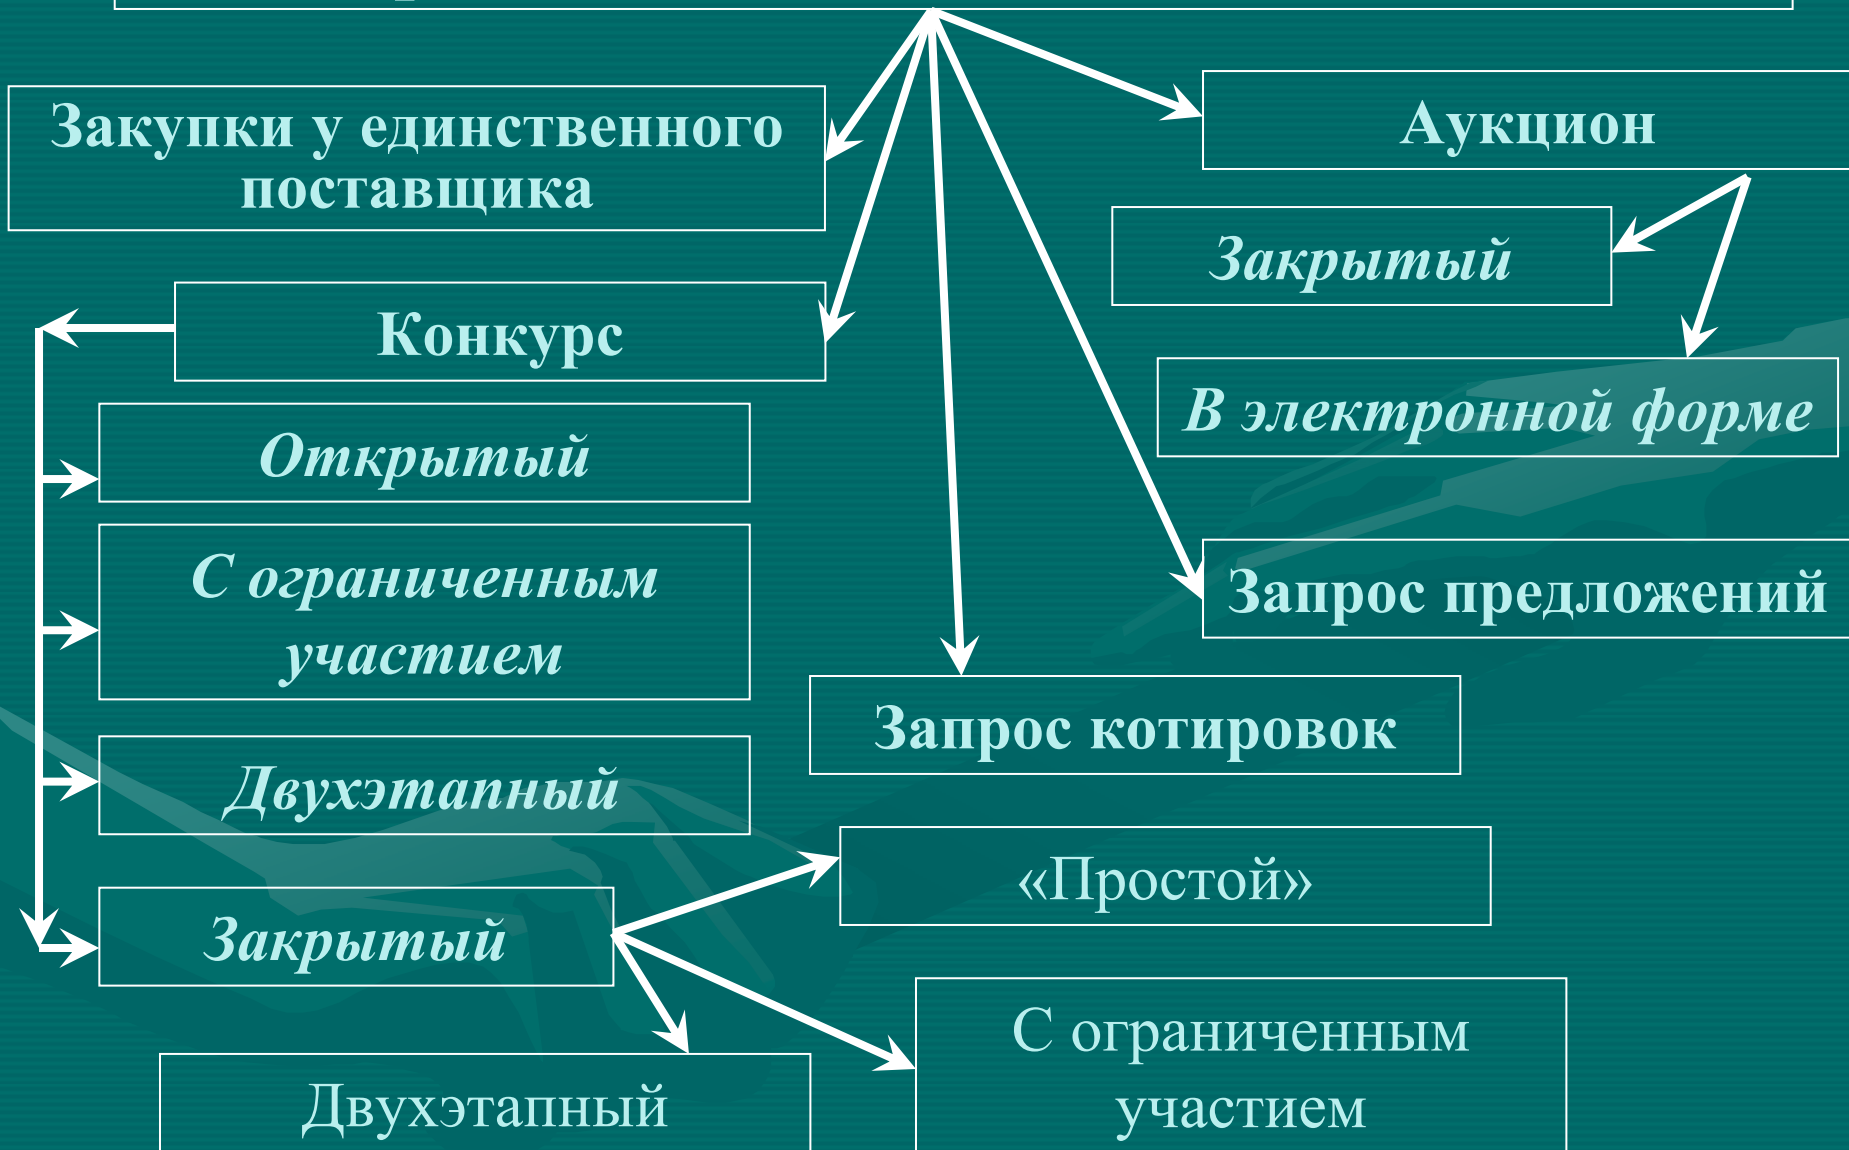 Закупки у единственного
поставщика
Аукцион
Закрытый
В электронной форме
Конкурс
Открытый
С ограниченным
участием
Двухэтапный
Закрытый
Запрос предложений
Запрос котировок
«Простой»
С ограниченным
участием
Двухэтапный